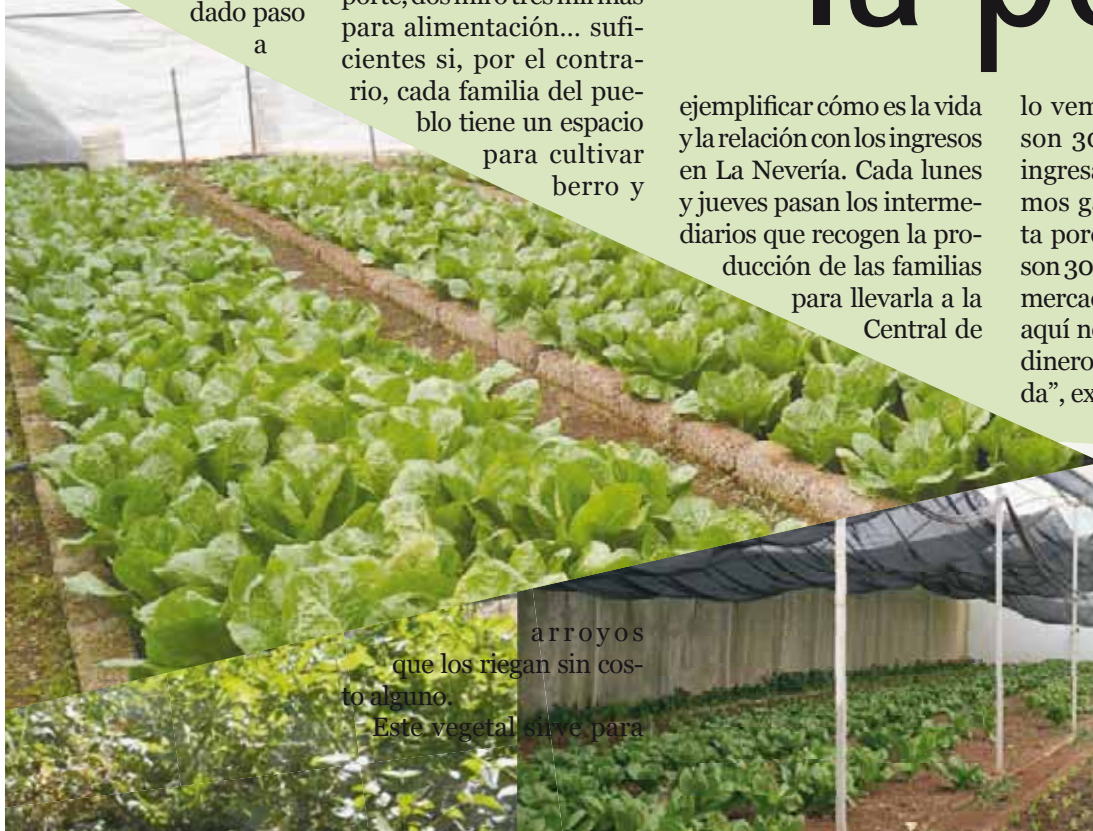 dado paso
a
porte, dos mil o tres mil más
para alimentación... sufi-
cientes si, por el contra-
rio, cada familia del pue-
blo tiene un espacio
para cultivar
berro y
arroyos
que los riegan sin cos-
to alguno.
Este vegetal sirve para
la
ejemplificar cómo es la vida
y la relación con los ingresos
en La Nevería. Cada lunes
y jueves pasan los interme-
diarios que recogen la pro-
ducción de las familias
para llevarla a la
Central de
lo vem
son 30
ingresa
mos ga
ta
son 30
merca
aquí
dinero
da”, ex